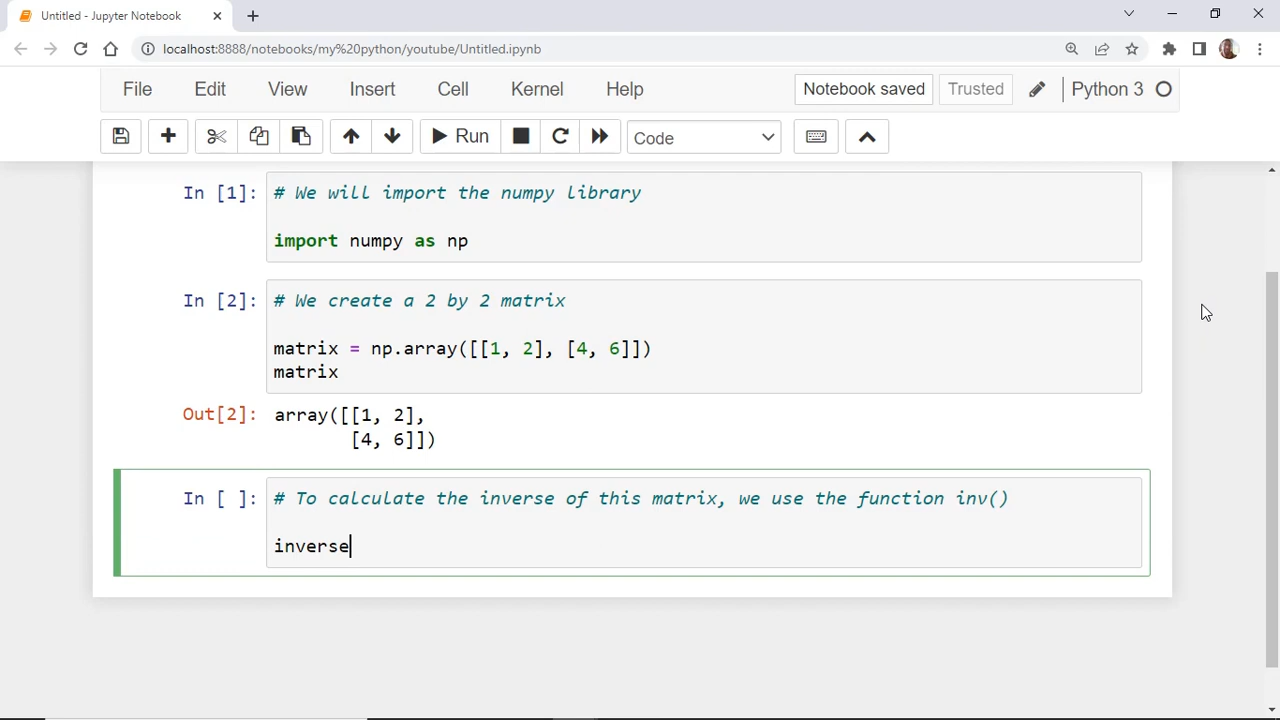 Untitled - Jupyter Notebook
localhost:8888/notebooks/my%20python/youtube/Untitled.ipynb
File Edit View Insert Cell Kernel Help Notebook saved Trusted Python 3
Run Code
In [1]: # We will import the numpy library
import numpy as np
In [2]: # We create a 2 by 2 matrix
matrix = np.array([[1, 2], [4, 6]])
matrix
Out[2]: array([[1, 2],
[4, 6]])
In [ ]: # To calculate the inverse of this matrix, we use the function inv()
inverse